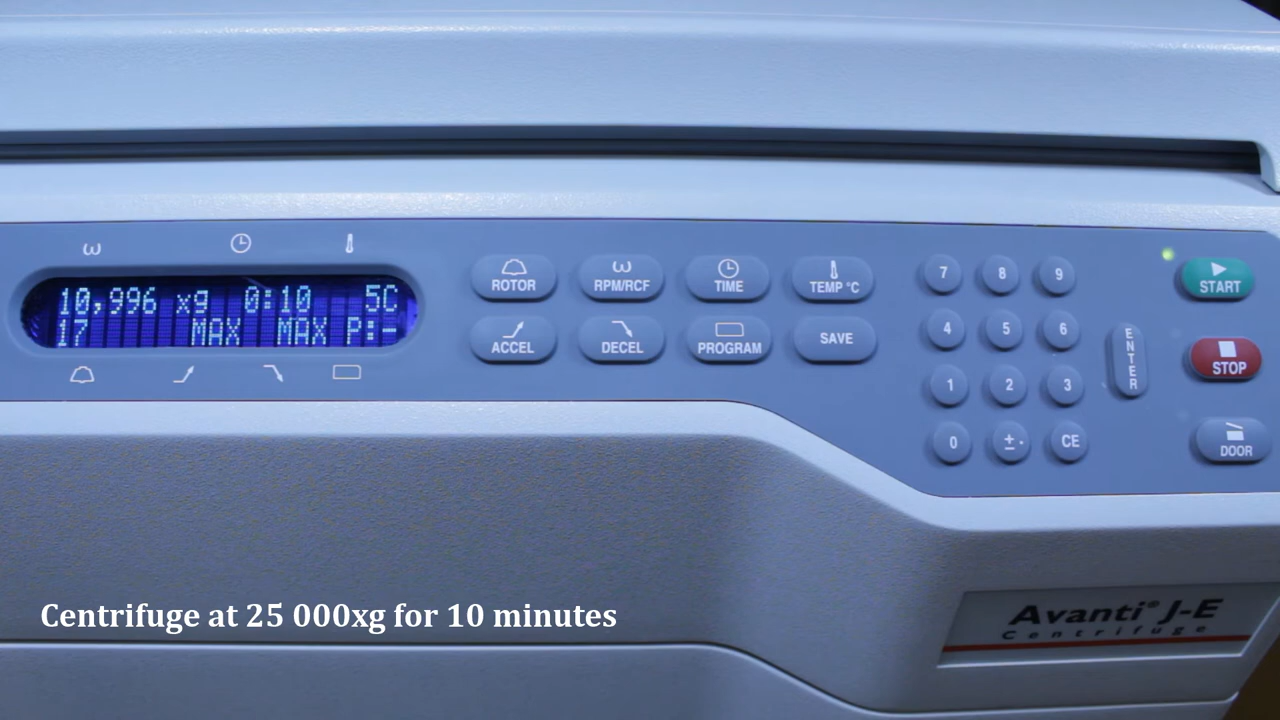 10,996 xg 0:10 5C
17 MAX MAX P:-
ROTOR
RPM/RCF
TIME
TEMP °C
ACCEL
DECEL
PROGRAM
SAVE
7 8 9
4 5 6
1 2 3
0 ± · CE
ENTER
START
STOP
DOOR
Centrifuge at 25 000xg for 10 minutes
Avanti® J-E
Centrifuge